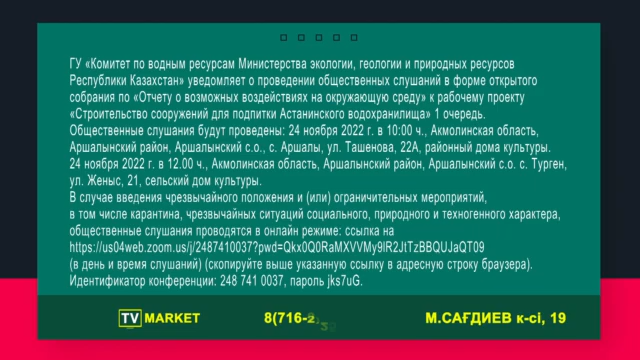 ГУ «Комитет по водным ресурсам Министерства экологии, геологии и природных ресурсов
Республики Казахстан» уведомляет о проведении общественных слушаний в форме открытого
собрания по «Отчету о возможных воздействиях на окружающую среду» к рабочему проекту
«Строительство сооружений для подпитки Астанинского водохранилища» 1 очередь.
Общественные слушания будут проведены: 24 ноября 2022 г. в 10:00 ч., Акмолинская область,
Аршалынский район, Аршалынский с.о., с. Аршалы, ул. Ташенова, 22А, районный дома культуры.
24 ноября 2022 г. в 12.00 ч., Акмолинская область, Аршалынский район, Аршалынский с.о. с. Турген,
ул. Женыс, 21, сельский дом культуры.
В случае введения чрезвычайного положения и (или) ограничительных мероприятий,
в том числе карантина, чрезвычайных ситуаций социального, природного и техногенного характера,
общественные слушания проводятся в онлайн режиме: ссылка на
https://us04web.zoom.us/j/2487410037?pwd=Qkx0Q0RaMXVVMy9lR2JtTzBBQUJaQT09
(в день и время слушаний) (скопируйте выше указанную ссылку в адресную строку браузера).
Идентификатор конференции: 248 741 0037, пароль jks7uG.
TV MARKET
8(716-2
М.САҒДИЕВ к-сі, 19